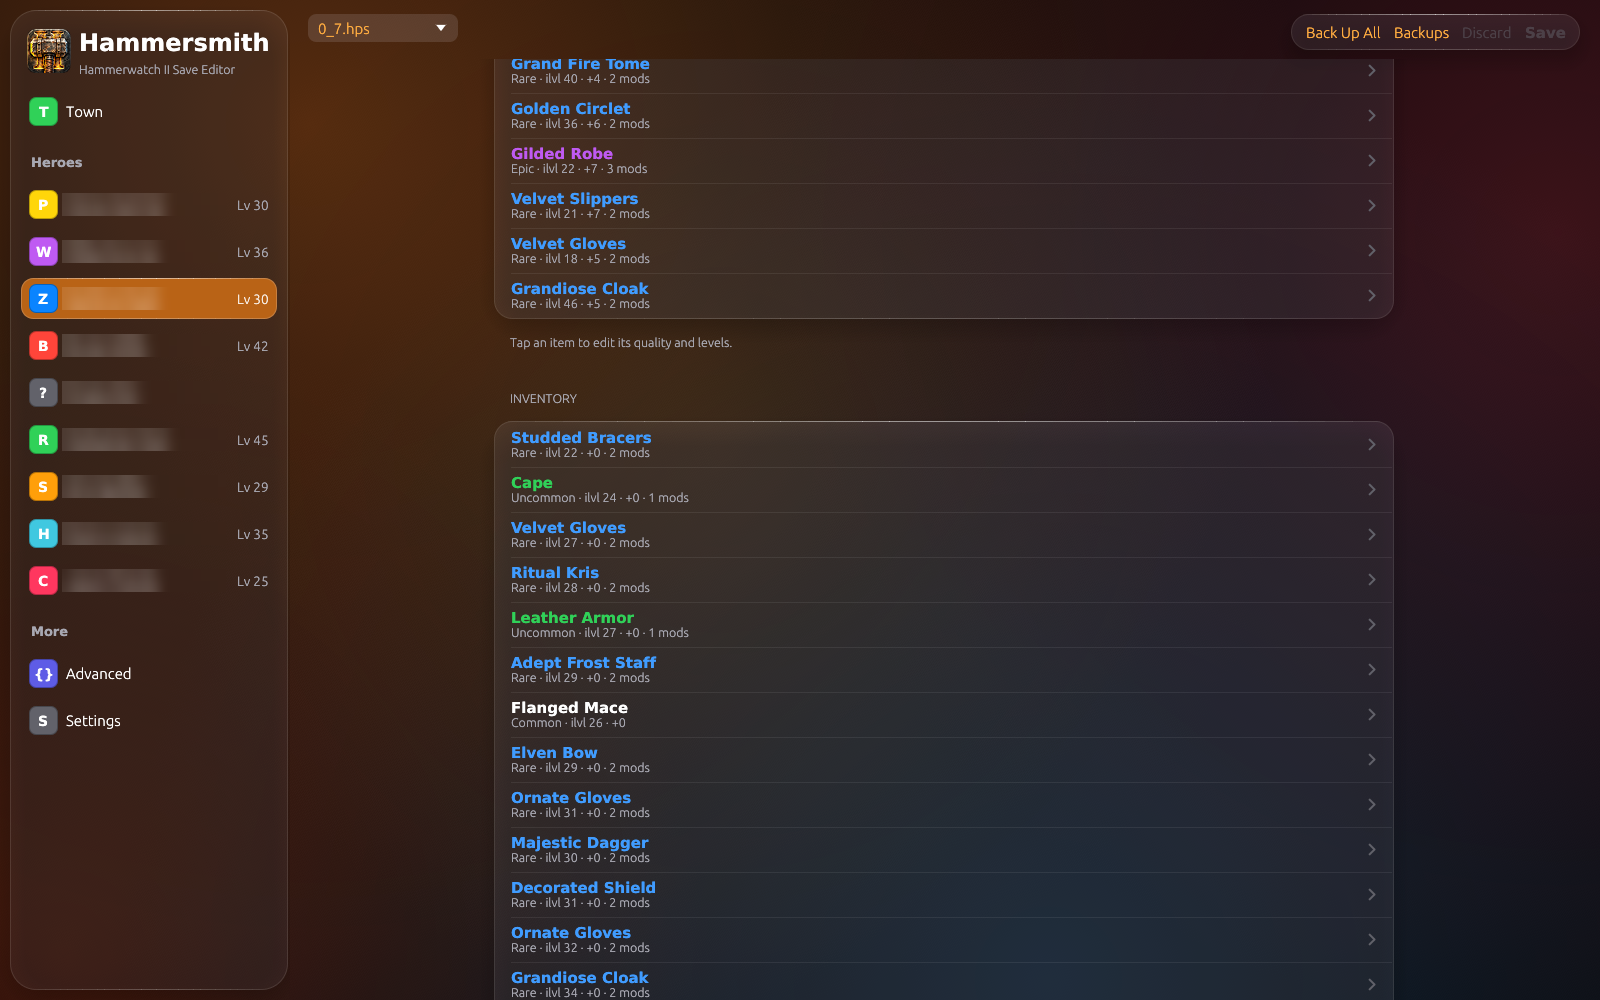 Hammersmith
Hammerwatch II Save Editor
T Town
Heroes
P Lv 30
W Lv 36
Z Lv 30
B Lv 42
?
R Lv 45
S Lv 29
H Lv 35
C Lv 25
More
{} Advanced
S Settings
0_7.hps
Back Up All Backups Discard Save
Grand Fire Tome
Rare · ilvl 40 · +4 · 2 mods
Golden Circlet
Rare · ilvl 36 · +6 · 2 mods
Gilded Robe
Epic · ilvl 22 · +7 · 3 mods
Velvet Slippers
Rare · ilvl 21 · +7 · 2 mods
Velvet Gloves
Rare · ilvl 18 · +5 · 2 mods
Grandiose Cloak
Rare · ilvl 46 · +5 · 2 mods
Tap an item to edit its quality and levels.
INVENTORY
Studded Bracers
Rare · ilvl 22 · +0 · 2 mods
Cape
Uncommon · ilvl 24 · +0 · 1 mods
Velvet Gloves
Rare · ilvl 27 · +0 · 2 mods
Ritual Kris
Rare · ilvl 28 · +0 · 2 mods
Leather Armor
Uncommon · ilvl 27 · +0 · 1 mods
Adept Frost Staff
Rare · ilvl 29 · +0 · 2 mods
Flanged Mace
Common · ilvl 26 · +0
Elven Bow
Rare · ilvl 29 · +0 · 2 mods
Ornate Gloves
Rare · ilvl 31 · +0 · 2 mods
Majestic Dagger
Rare · ilvl 30 · +0 · 2 mods
Decorated Shield
Rare · ilvl 31 · +0 · 2 mods
Ornate Gloves
Rare · ilvl 32 · +0 · 2 mods
Grandiose Cloak
Rare · ilvl 34 · +0 · 2 mods